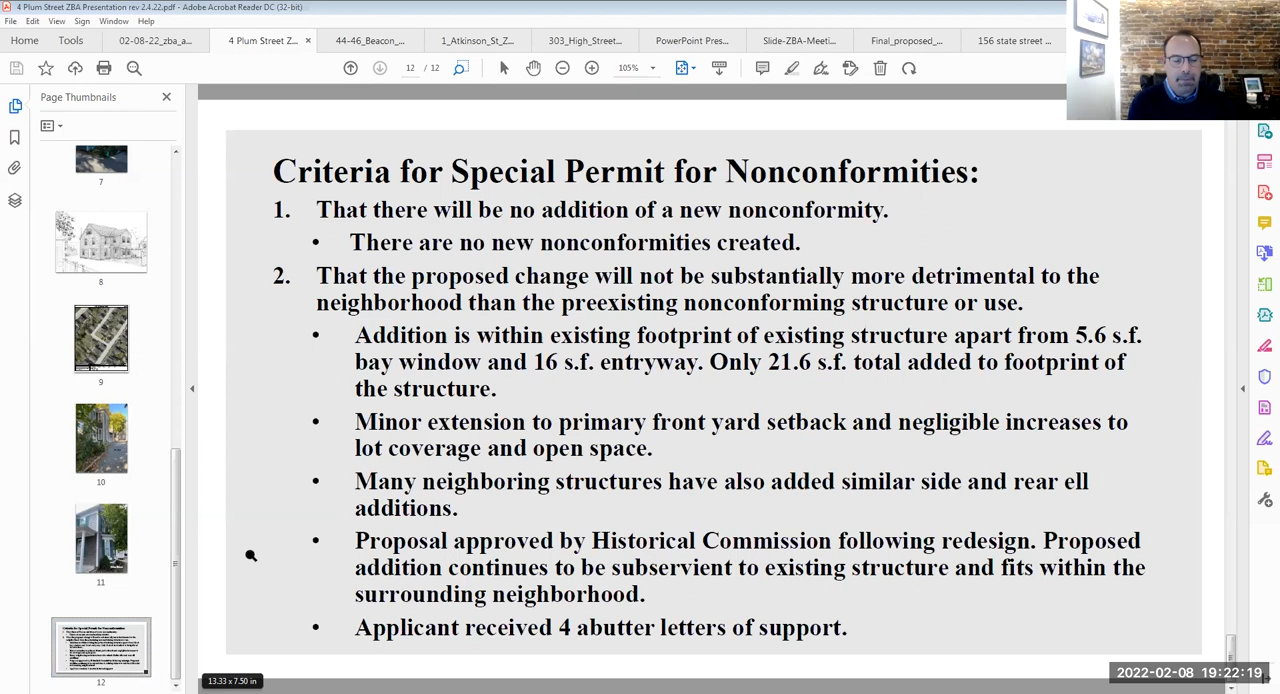 4 Plum Street ZBA Presentation rev 2.4.22.pdf - Adobe Acrobat Reader DC (32-bit)
File Edit View Sign Window Help
Home Tools 02-08-22_zba_a... 4 Plum Street Z... × 44-46_Beacon_... 1_Atkinson_St_Z... 303_High_Street... PowerPoint Pres... Slide-ZBA-Meeti... Final_proposed_... 156 state street ...
12 / 12 105%
Page Thumbnails
7
8
9
10
11
12
Criteria for Special Permit for Nonconformities:
1. That there will be no addition of a new nonconformity.
• There are no new nonconformities created.
2. That the proposed change will not be substantially more detrimental to the
neighborhood than the preexisting nonconforming structure or use.
• Addition is within existing footprint of existing structure apart from 5.6 s.f.
bay window and 16 s.f. entryway. Only 21.6 s.f. total added to footprint of
the structure.
• Minor extension to primary front yard setback and negligible increases to
lot coverage and open space.
• Many neighboring structures have also added similar side and rear ell
additions.
• Proposal approved by Historical Commission following redesign. Proposed
addition continues to be subservient to existing structure and fits within the
surrounding neighborhood.
• Applicant received 4 abutter letters of support.
13.33 x 7.50 in
2022-02-08 19:22:19